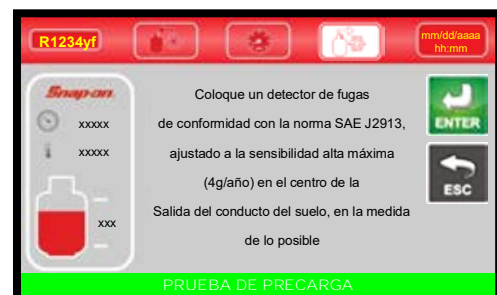 R1234yf
mm/dd/aaaa
hh:mm
Snap-on
xxxxx
xxxxx
xxx
Coloque un detector de fugas
de conformidad con la norma SAE J2913,
ajustado a la sensibilidad alta máxima
(4g/año) en el centro de la
Salida del conducto del suelo, en la medida
de lo posible
ENTER
ESC
PRUEBA DE PRECARGA